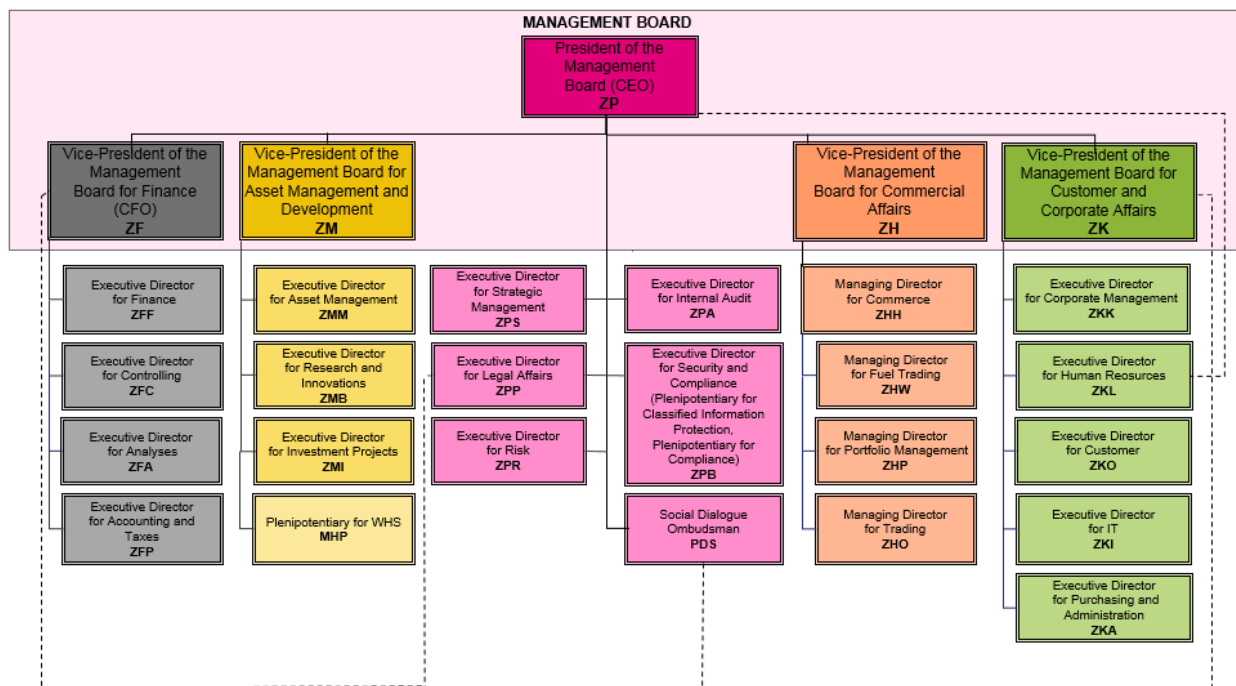 MANAGEMENT BOARD
President of the
Management
Board (CEO)
ZP
Vice-President of the
Management
Board for Finance
(CFO)
ZF
Vice-President of the
Management Board for
Asset Management and
Development
ZM
Vice-President of the
Management
Board for Commercial
Affairs
ZH
Vice-President of the
Management Board for
Customer and
Corporate Affairs
ZK
Executive Director
for Finance
ZFF
Executive Director
for Controlling
ZFC
Executive Director
for Analyses
ZFA
Executive Director
for Accounting and
Taxes
ZFP
Executive Director
for Asset Management
ZMM
Executive Director
for Research and
Innovations
ZMB
Executive Director
for Investment Projects
ZMI
Plenipotentiary for WHS
MHP
Executive Director
for Strategic
Management
ZPS
Executive Director
for Legal Affairs
ZPP
Executive Director
for Risk
ZPR
Executive Director
for Internal Audit
ZPA
Executive Director
for Security and
Compliance
(Plenipotentiary for
Classified Information
Protection,
Plenipotentiary for
Compliance)
ZPB
Social Dialogue
Ombudsman
PDS
Managing Director
for Commerce
ZHH
Managing Director
for Fuel Trading
ZHW
Managing Director
for Portfolio Management
ZHP
Managing Director
for Trading
ZHO
Executive Director
for Corporate Management
ZKK
Executive Director
for Human Reosurces
ZKL
Executive Director
for Customer
ZKO
Executive Director
for IT
ZKI
Executive Director
for Purchasing and
Administration
ZKA